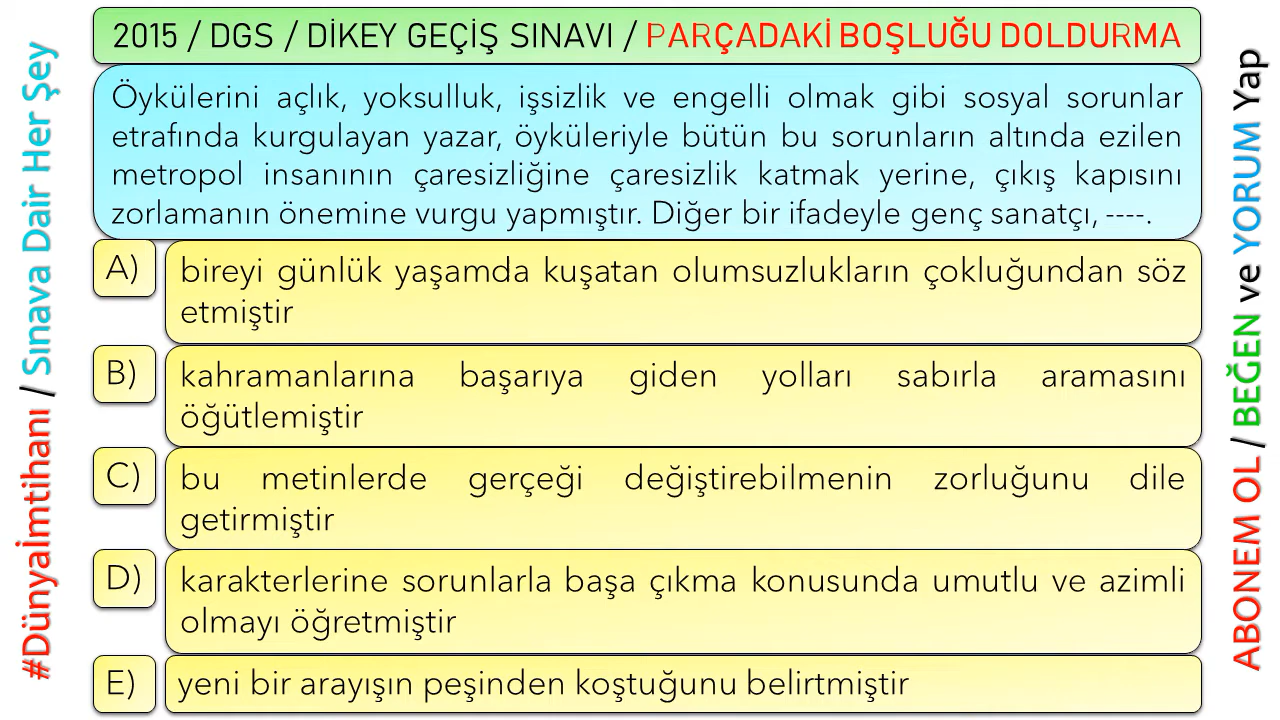 2015 / DGS / DİKEY GEÇİŞ SINAVI / PARÇADAKİ BOŞLUĞU DOLDURMA
Öykülerini açlık, yoksulluk, işsizlik ve engelli olmak gibi sosyal sorunlar
etrafında kurgulayan yazar, öyküleriyle bütün bu sorunların altında ezilen
metropol insanının çaresizliğine çaresizlik katmak yerine, çıkış kapısını
zorlamanın önemine vurgu yapmıştır. Diğer bir ifadeyle genç sanatçı, ----.
A) bireyi günlük yaşamda kuşatan olumsuzlukların çokluğundan söz
etmiştir
B) kahramanlarına başarıya giden yolları sabırla aramasını
öğütlemiştir
C) bu metinlerde gerçeği değiştirebilmenin zorluğunu dile
getirmiştir
D) karakterlerine sorunlarla başa çıkma konusunda umutlu ve azimli
olmayı öğretmiştir
E) yeni bir arayışın peşinden koştuğunu belirtmiştir
#Dünyaİmtihanı / Sınava Dair Her Şey
ABONEM OL / BEĞEN ve YORUM Yap